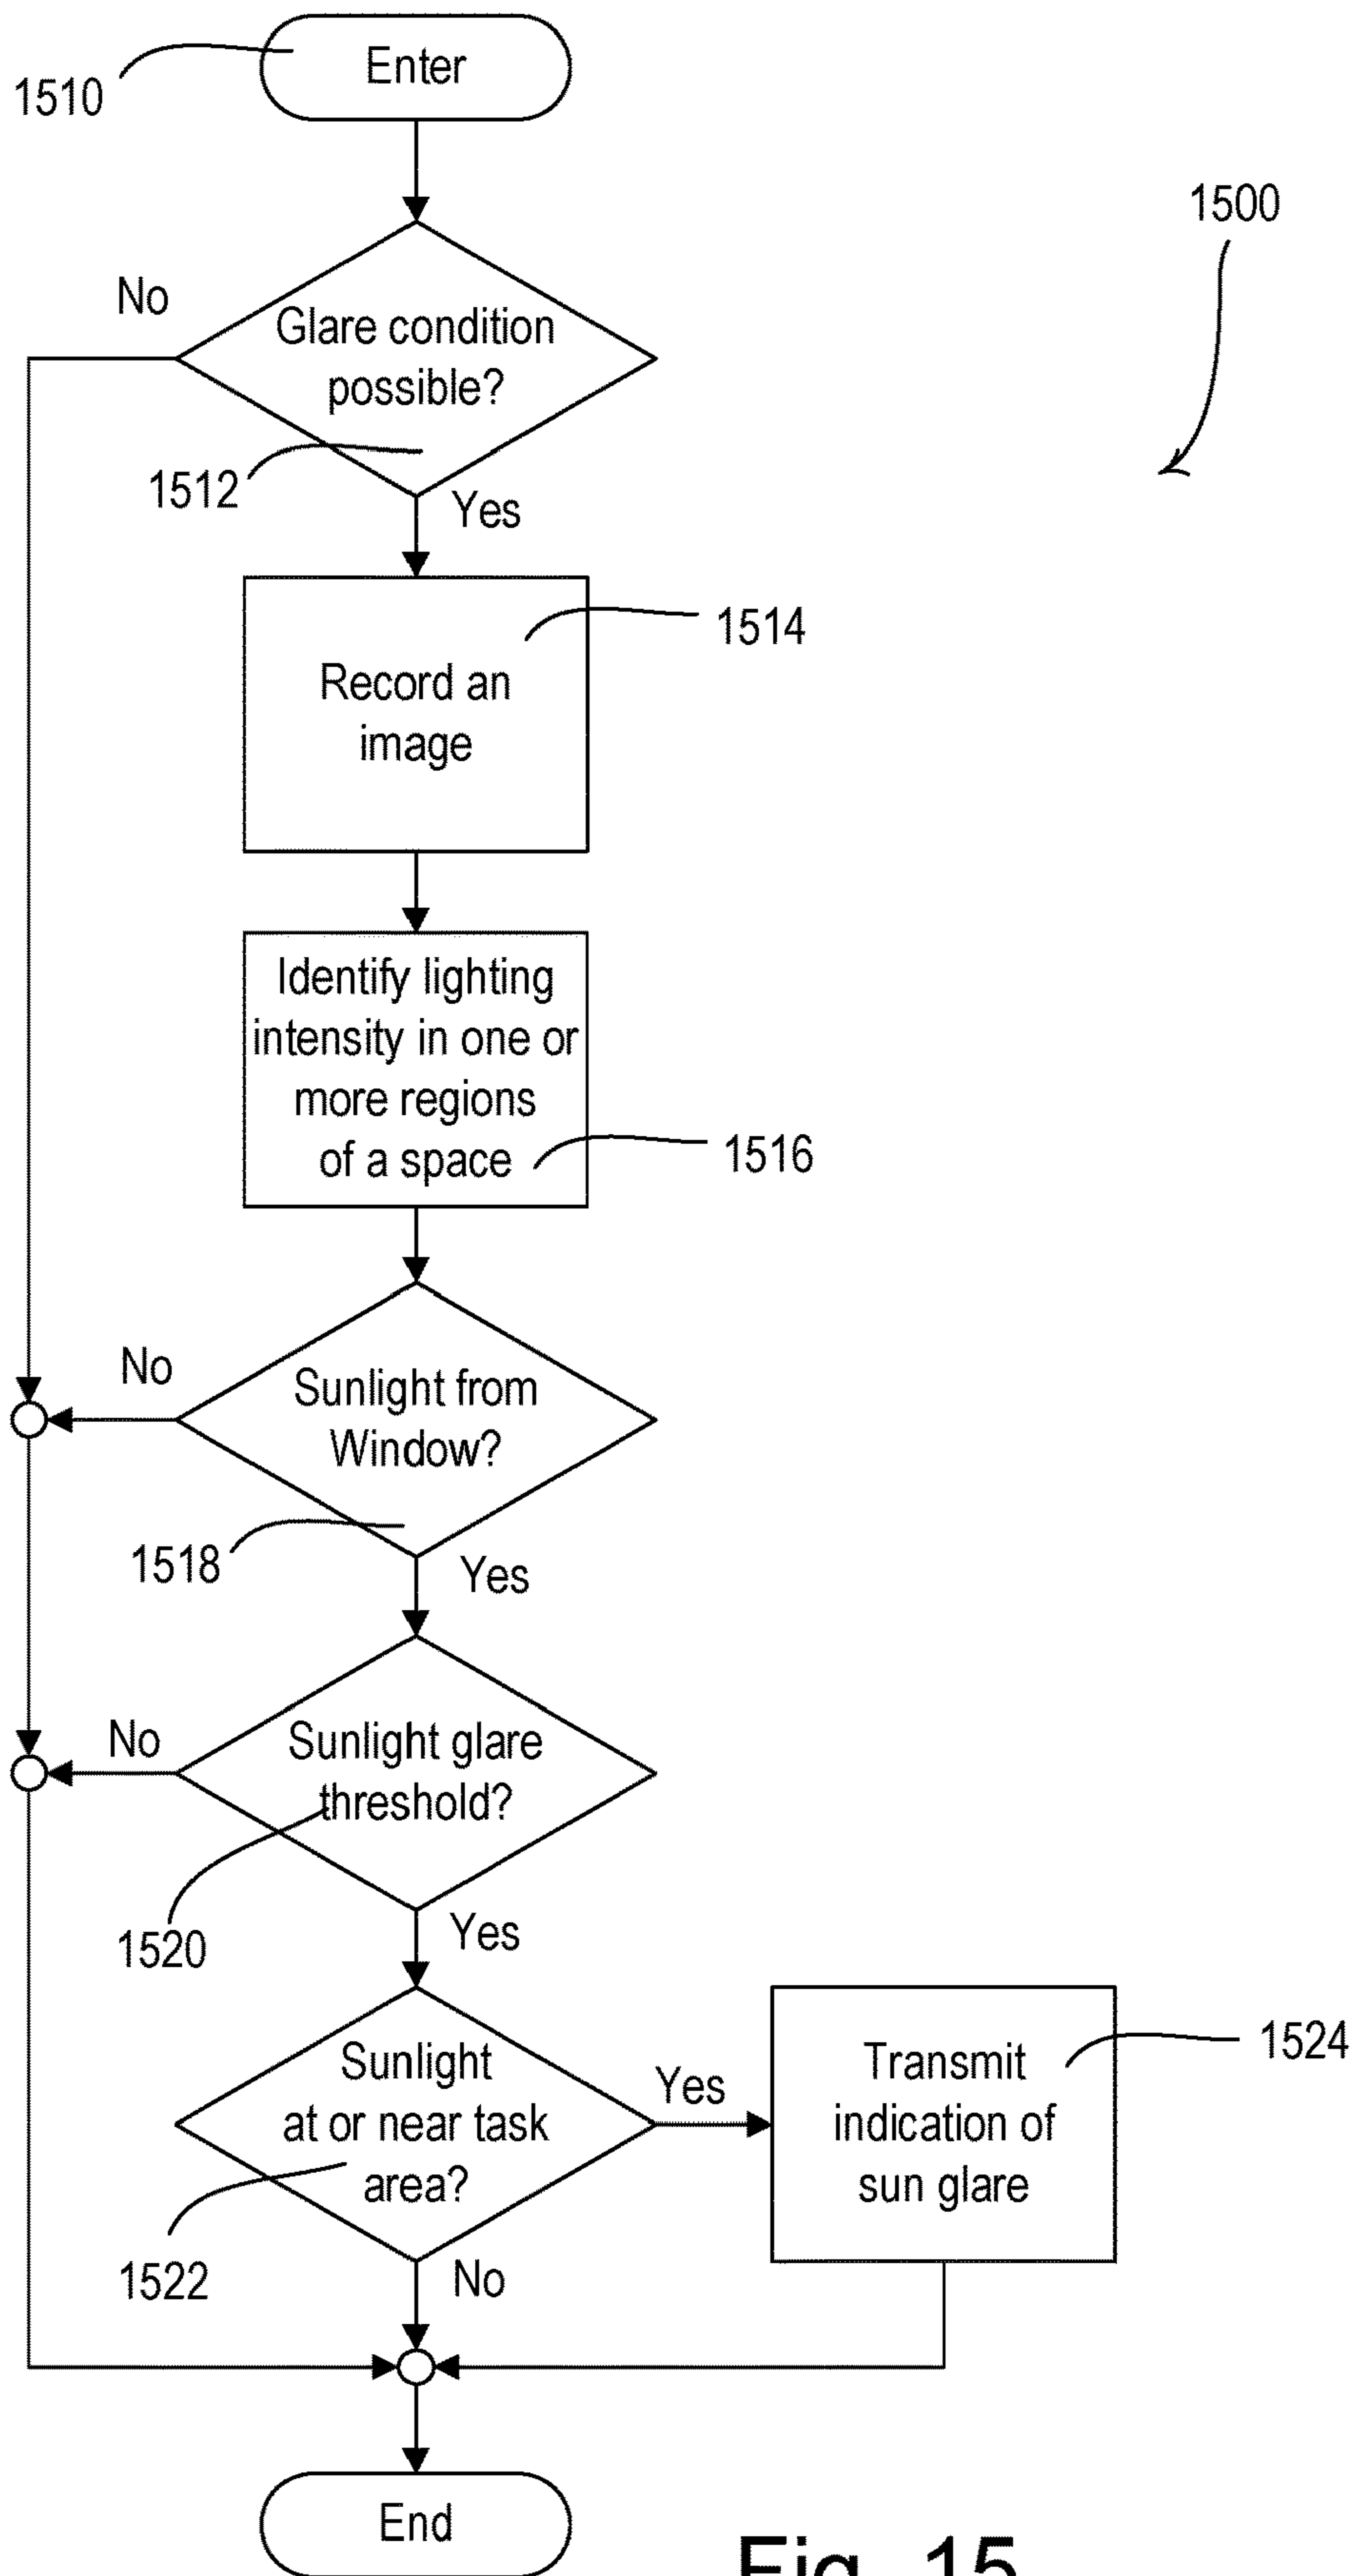 Enter
1510
1500
No
Glare condition
possible?
1512
Yes
1514
Record an
image
Identify lighting
intensity in one or
more regions
of a space
1516
No
Sunlight from
Window?
1518
Yes
No
Sunlight glare
threshold?
1520
Yes
Sunlight
at or near task
area?
Yes
Transmit
indication of
sun glare
1524
1522
No
End
Fig. 15